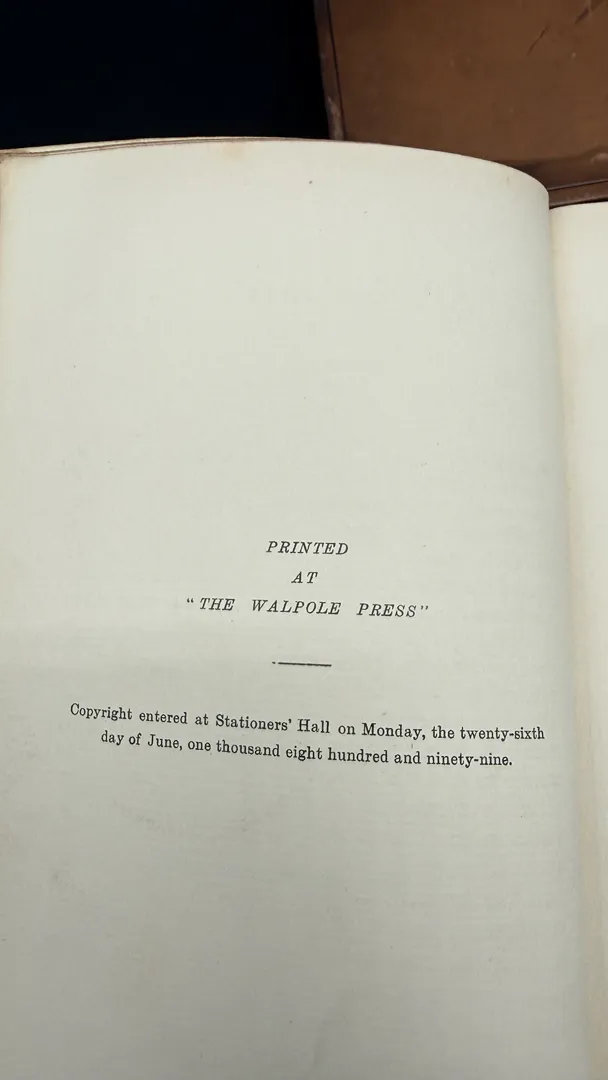 PRINTED
AT
“THE WALPOLE PRESS”
Copyright entered at Stationers’ Hall on Monday, the twenty-sixth
day of June, one thousand eight hundred and ninety-nine.